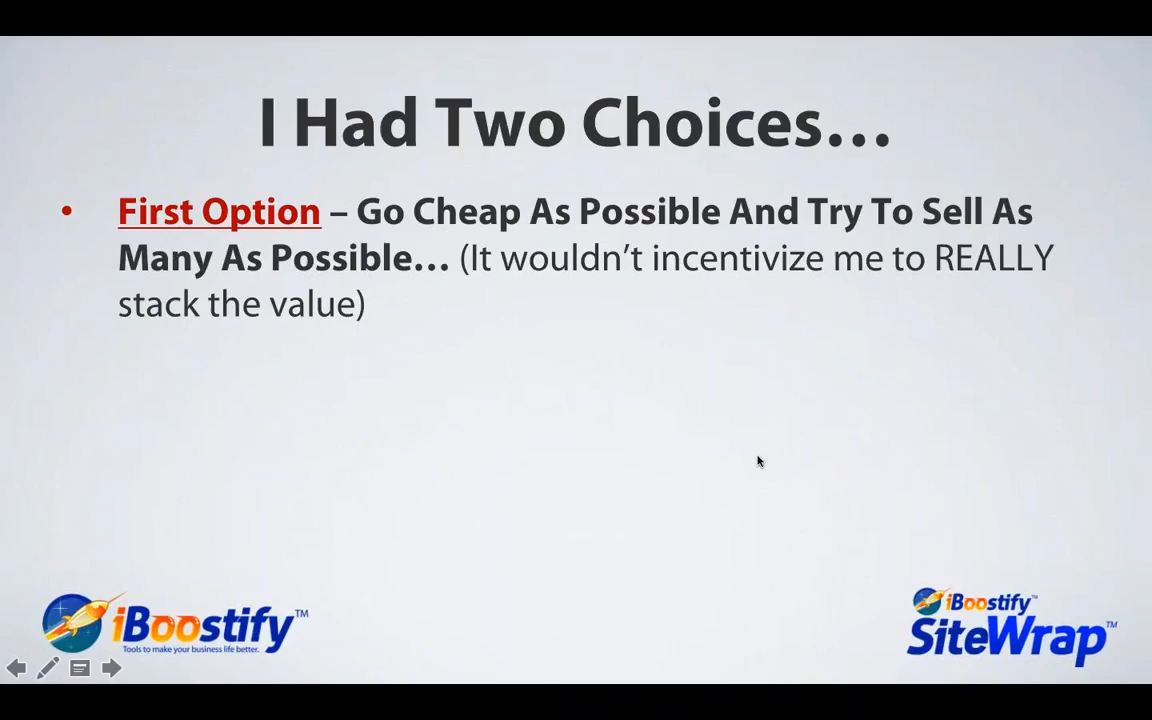 I Had Two Choices…
• First Option – Go Cheap As Possible And Try To Sell As
Many As Possible… (It wouldn’t incentivize me to REALLY
stack the value)
iBoostify™
Tools to make your business life better.
iBoostify™
SiteWrap™